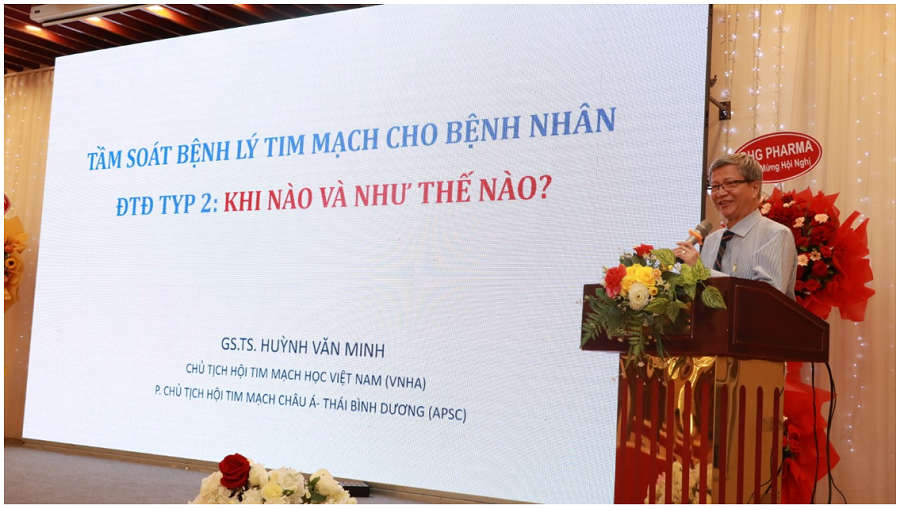 TẦM SOÁT BỆNH LÝ TIM MẠCH CHO BỆNH NHÂN
ĐTĐ TYP 2: KHI NÀO VÀ NHƯ THẾ NÀO?
GS.TS. HUỲNH VĂN MINH
CHỦ TỊCH HỘI TIM MẠCH HỌC VIỆT NAM (VNHA)
P. CHỦ TỊCH HỘI TIM MẠCH CHÂU Á- THÁI BÌNH DƯƠNG (APSC)
PHARMA
Mừng Hội Nghị